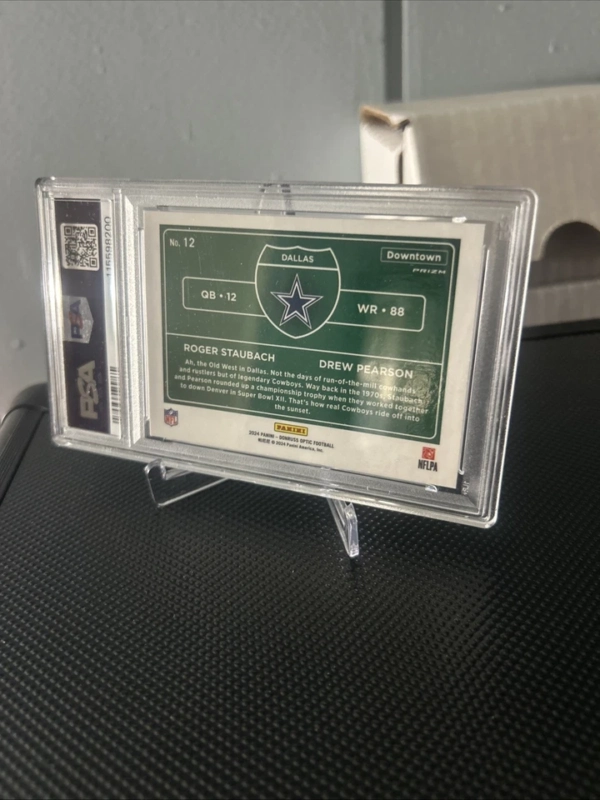 No. 12
DALLAS
Downtown
PRIZM
QB • 12
WR • 88
ROGER STAUBACH
DREW PEARSON
Ah, the Old West in Dallas. Not the days of run-of-the-mill cowhands
and rustlers but of legendary Cowboys. Way back in the 1970s, Staubach
and Pearson rounded up a championship trophy when they worked together
to down Denver in Super Bowl XII. That's how real Cowboys ride off into
the sunset.
PANINI
2024 PANINI – DONRUSS OPTIC FOOTBALL
© 2024 Panini America, Inc.
NFL
NFLPA
PSA